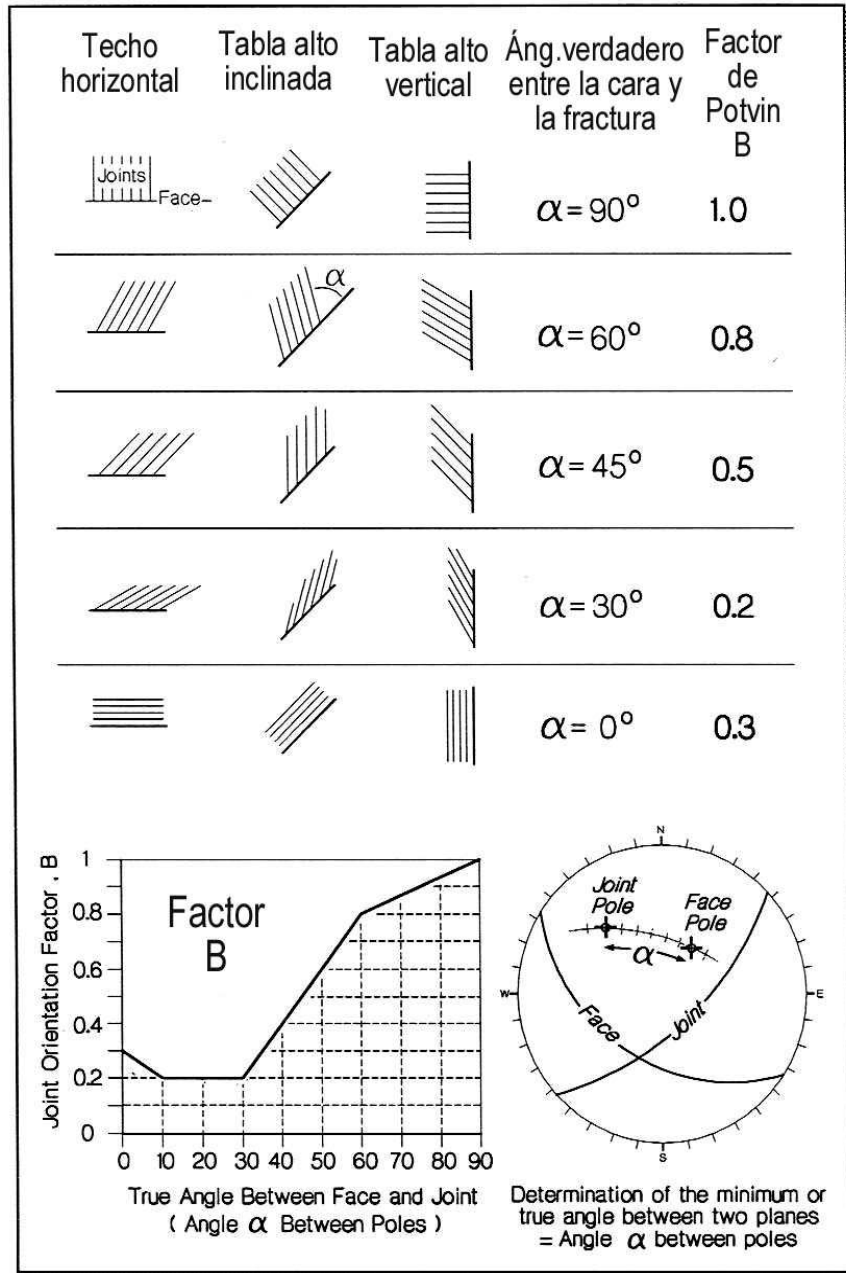 Techo horizontal
Tabla alto inclinada
Tabla alto vertical
Áng.verdadero entre la cara y la fractura
Factor de Potvin B
Joints
Face
α = 90°
1.0
α
α = 60°
0.8
α = 45°
0.5
α = 30°
0.2
α = 0°
0.3
Joint Orientation Factor , B
1
0.8
0.6
0.4
0.2
0
Factor B
0 10 20 30 40 50 60 70 80 90
True Angle Between Face and Joint
( Angle α Between Poles )
N
Joint Pole
Face Pole
α
W
E
Face
Joint
S
Determination of the minimum or
true angle between two planes
= Angle α between poles